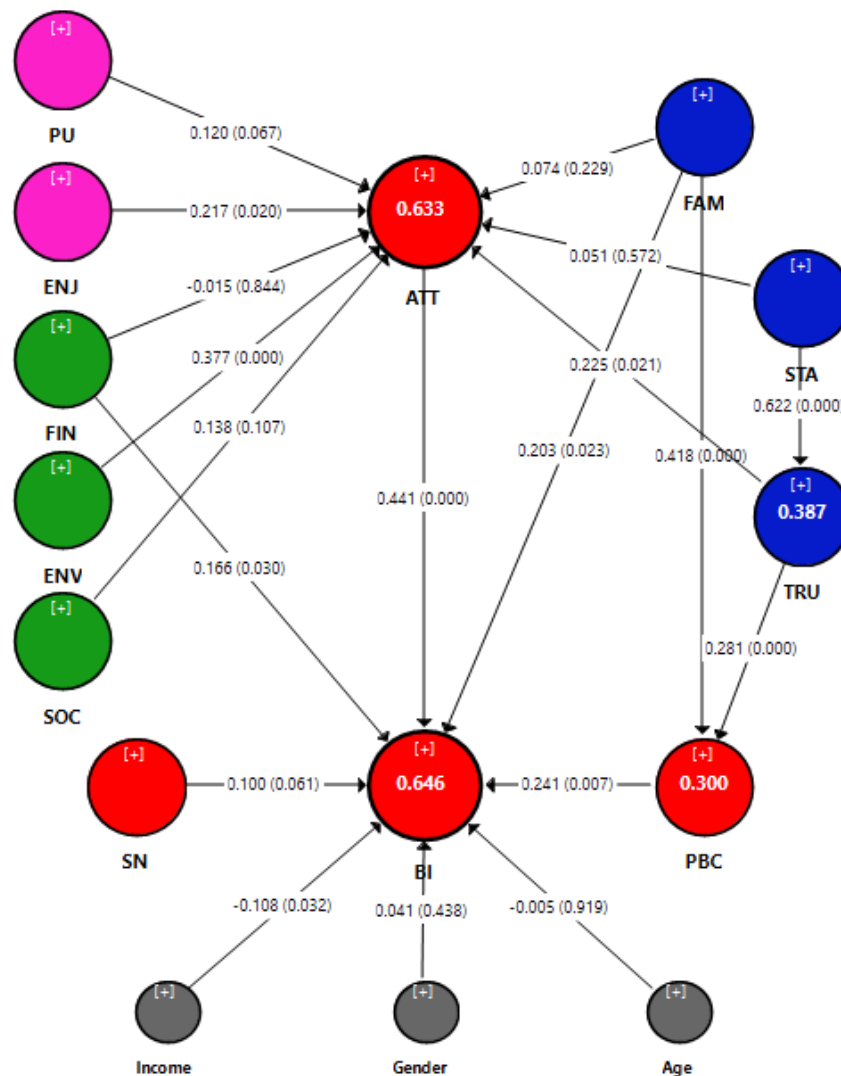 [+]
PU
0.120 (0.067)
[+]
FAM
[+]
0.633
ATT
0.074 (0.229)
[+]
ENJ
0.217 (0.020)
0.051 (0.572)
[+]
STA
-0.015 (0.844)
[+]
FIN
0.377 (0.000)
0.225 (0.021)
0.622 (0.000)
0.138 (0.107)
0.203 (0.023)
0.418 (0.000)
[+]
ENV
0.441 (0.000)
[+]
0.387
TRU
0.166 (0.030)
[+]
SOC
0.281 (0.000)
[+]
SN
0.100 (0.061)
[+]
0.646
BI
0.241 (0.007)
[+]
0.300
PBC
-0.108 (0.032)
0.041 (0.438)
-0.005 (0.919)
[+]
Income
[+]
Gender
[+]
Age